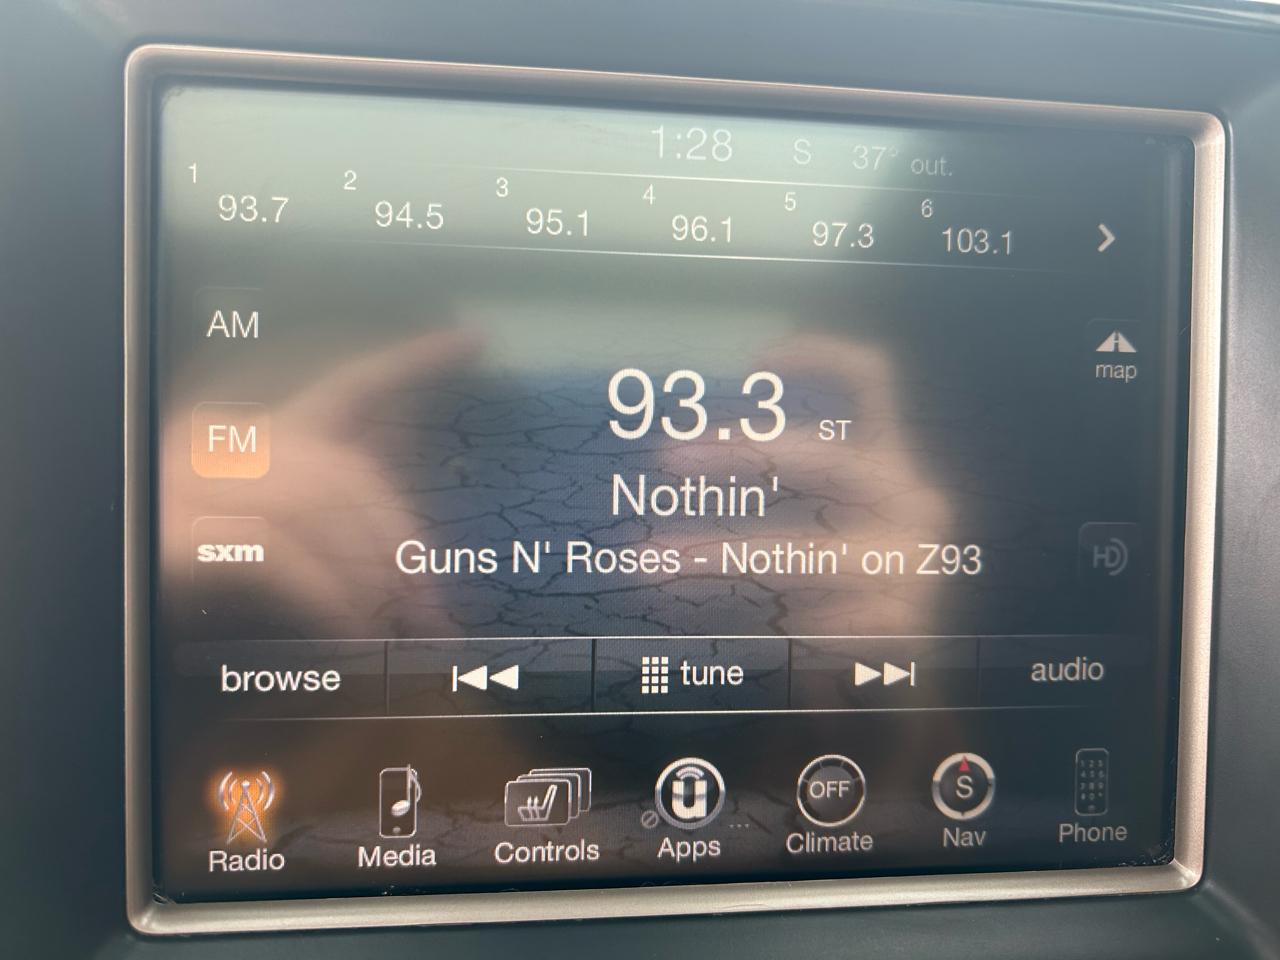 1:28 S 37° out.
1 93.7 2 94.5 3 95.1 4 96.1 5 97.3 6 103.1
AM
map
93.3 ST
FM
Nothin'
sxm
Guns N' Roses - Nothin' on Z93
HD
browse tune audio
OFF S
Radio Media Controls Apps Climate Nav Phone